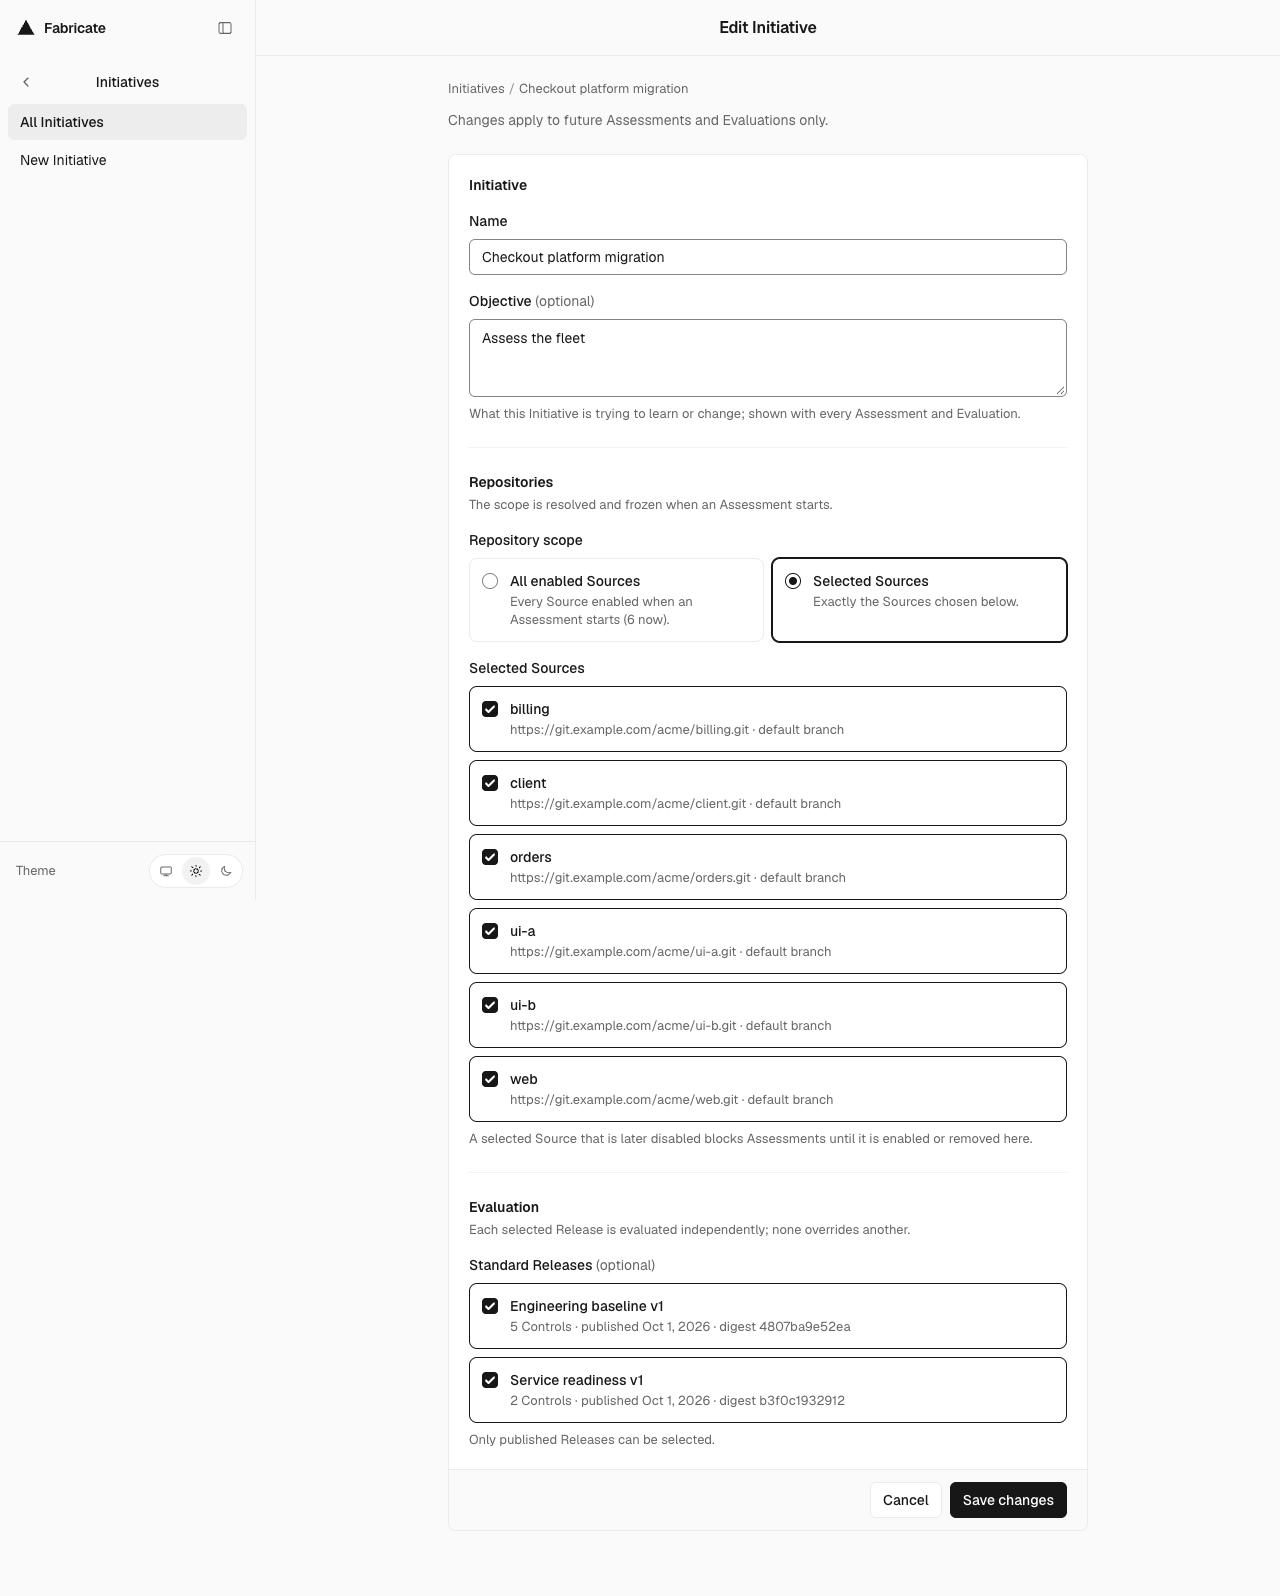 Fabricate
Edit Initiative
Initiatives
All Initiatives
New Initiative
Initiatives / Checkout platform migration
Changes apply to future Assessments and Evaluations only.
Initiative
Name
Checkout platform migration
Objective (optional)
Assess the fleet
What this Initiative is trying to learn or change; shown with every Assessment and Evaluation.
Repositories
The scope is resolved and frozen when an Assessment starts.
Repository scope
All enabled Sources
Every Source enabled when an
Assessment starts (6 now).
Selected Sources
Exactly the Sources chosen below.
Selected Sources
billing
https://git.example.com/acme/billing.git · default branch
client
https://git.example.com/acme/client.git · default branch
orders
https://git.example.com/acme/orders.git · default branch
ui-a
https://git.example.com/acme/ui-a.git · default branch
ui-b
https://git.example.com/acme/ui-b.git · default branch
web
https://git.example.com/acme/web.git · default branch
A selected Source that is later disabled blocks Assessments until it is enabled or removed here.
Evaluation
Each selected Release is evaluated independently; none overrides another.
Standard Releases (optional)
Engineering baseline v1
5 Controls · published Oct 1, 2026 · digest 4807ba9e52ea
Service readiness v1
2 Controls · published Oct 1, 2026 · digest b3f0c1932912
Only published Releases can be selected.
Cancel
Save changes
Theme